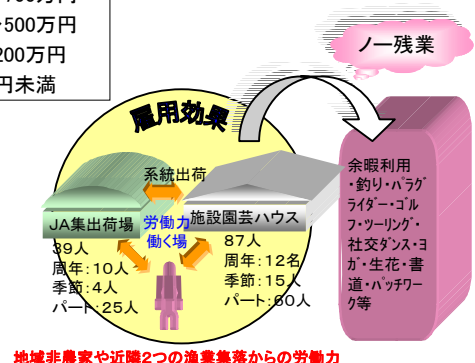 500万円
200万円
円未満
ノー残業
雇用効果
系統出荷
JA集出荷場
労働力
働く場
施設園芸ハウス
39人
周年：10人
季節：4人
パート：25人
87人
周年：12名
季節：15人
パート：60人
余暇利用
・釣り・パラグ
ライダー・ゴル
フ・ツーリング・
社交ダンス・ヨ
ガ・生花・書
道・パッチワー
ク等
地域非農家や近隣2つの漁業集落からの労働力